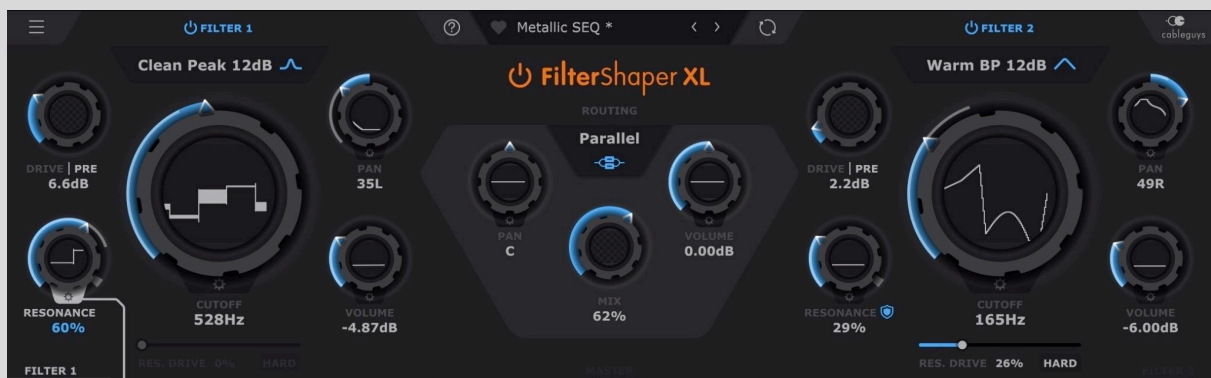 FILTER 1
Metallic SEQ *
FILTER 2
cableguys
Clean Peak 12dB
FilterShaper XL
Warm BP 12dB
ROUTING
Parallel
DRIVE | PRE
6.6dB
PAN
35L
DRIVE | PRE
2.2dB
PAN
49R
PAN
C
VOLUME
0.00dB
MIX
62%
RESONANCE
60%
CUTOFF
528Hz
VOLUME
-4.87dB
RESONANCE
29%
CUTOFF
165Hz
VOLUME
-6.00dB
RES. DRIVE 0% HARD
RES. DRIVE 26% HARD
FILTER 1
MASTER
FILTER 2